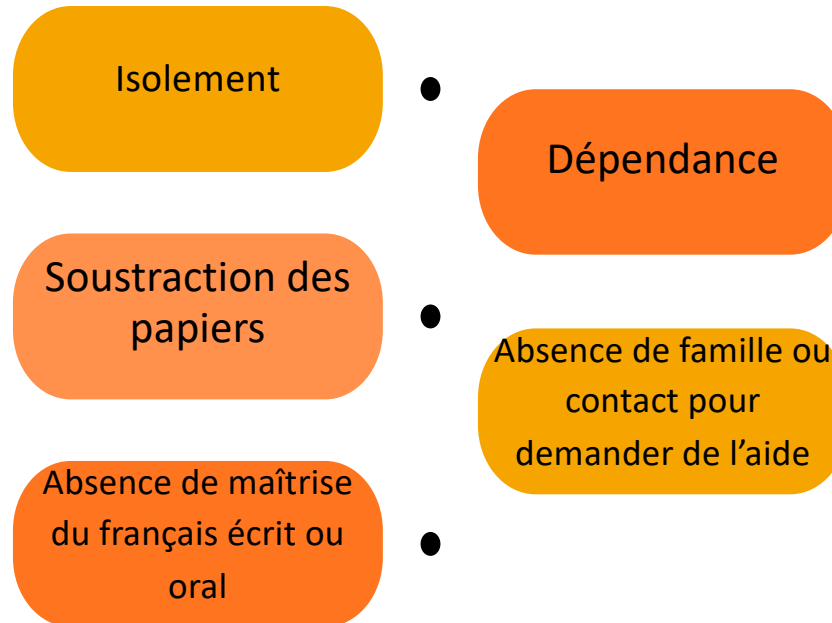 Isolement
Dépendance
Soustraction des
papiers
Absence de famille ou
contact pour
demander de l’aide
Absence de maîtrise
du français écrit ou
oral